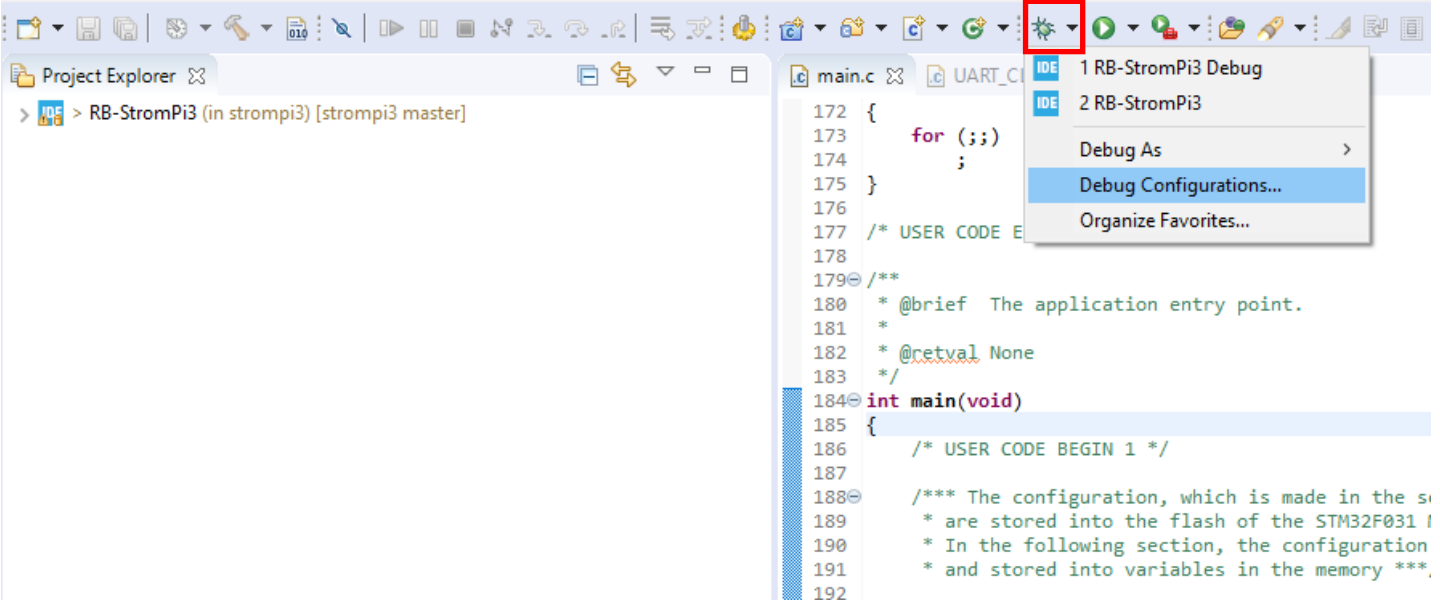 010
Project Explorer
> RB-StromPi3 (in strompi3) [strompi3 master]
IDE
main.c
IDE 1 RB-StromPi3 Debug
IDE 2 RB-StromPi3
Debug As
Debug Configurations...
Organize Favorites...
172 {
173 for (;;)
174 ;
175 }
176
177 /* USER CODE
178
179 /**
180 * @brief The application entry point.
181 *
182 * @retval None
183 */
184 int main(void)
185 {
186 /* USER CODE BEGIN 1 */
187
188 /*** The configuration, which is made in the
189 * are stored into the flash of the STM32F031
190 * In the following section, the configuration
191 * and stored into variables in the memory ***
192